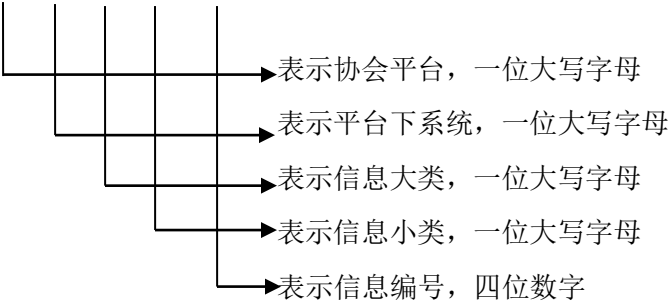 表示协会平台，一位大写字母
表示平台下系统，一位大写字母
表示信息大类，一位大写字母
表示信息小类，一位大写字母
表示信息编号，四位数字